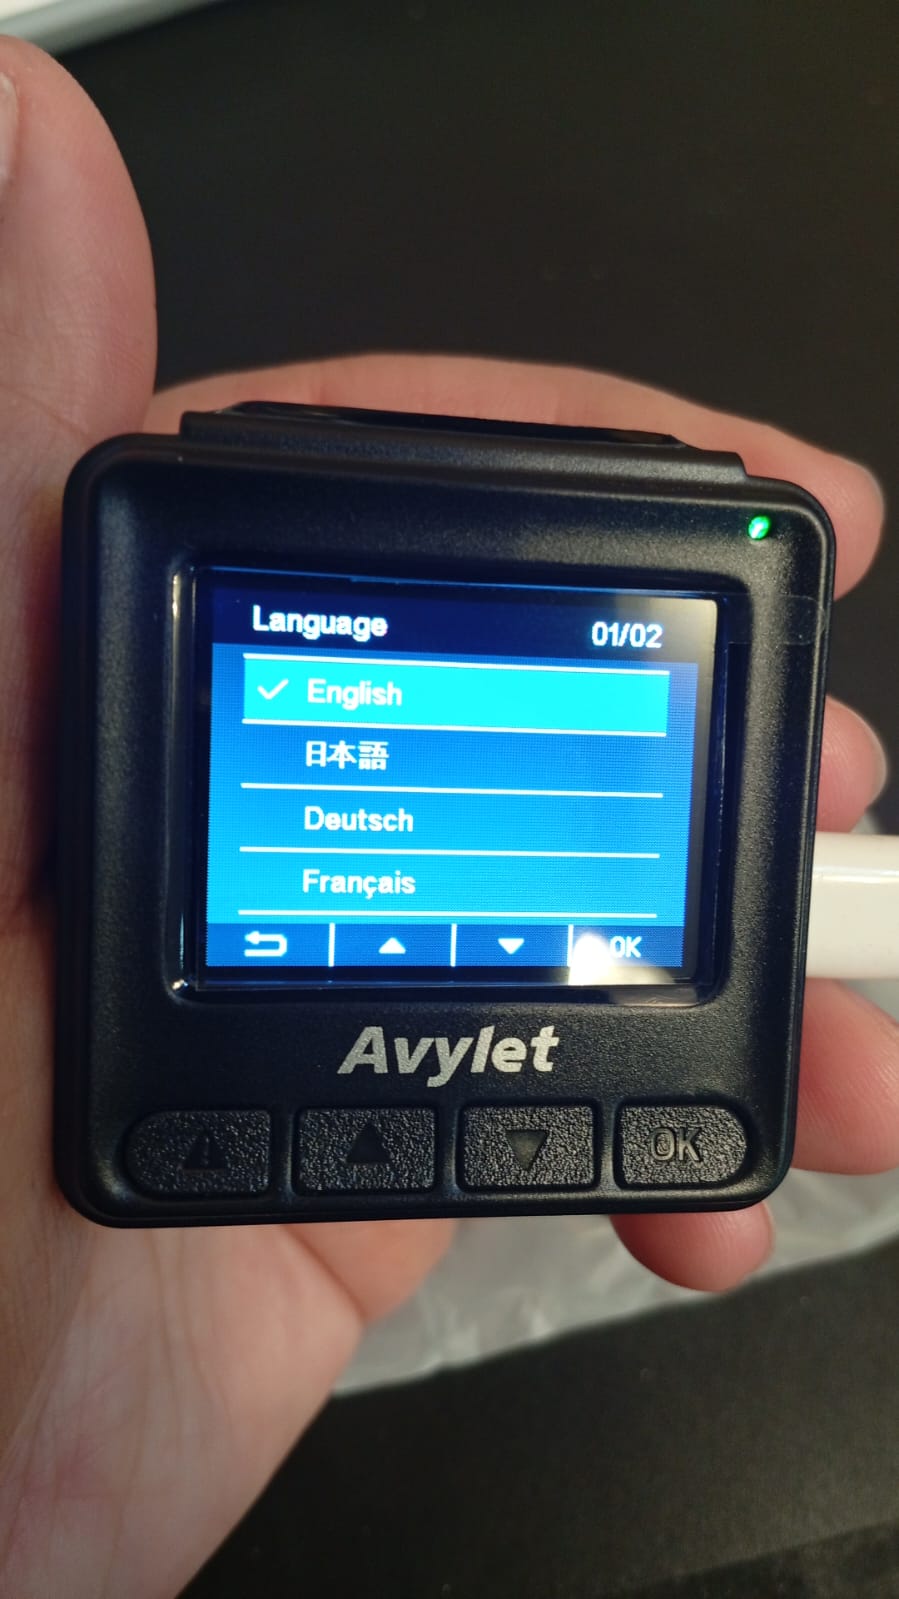 Language 01/02
English
日本語
Deutsch
Français
OK
Avylet
OK